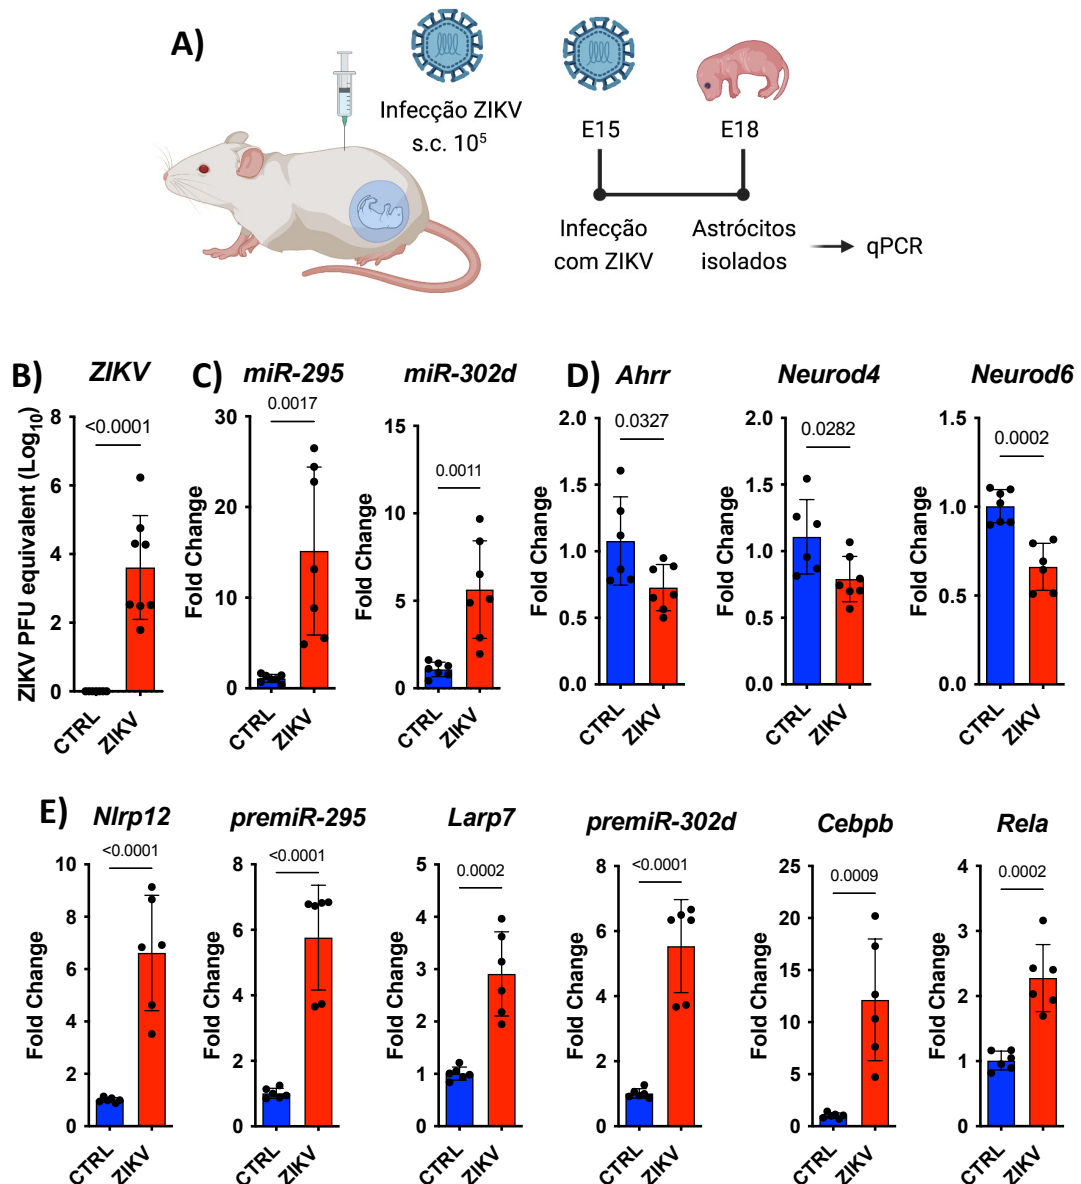 A)
Infecção ZIKV
s.c. 10⁵
E15
E18
Infecção
com ZIKV
Astrócitos
isolados
qPCR
B)
ZIKV
ZIKV PFU equivalent (Log₁₀)
8
6
4
2
0
<0.0001
CTRL
ZIKV
C)
miR-295
Fold Change
30
20
10
0
0.0017
CTRL
ZIKV
miR-302d
Fold Change
15
10
5
0
0.0011
CTRL
ZIKV
D)
Ahrr
Fold Change
2.0
1.5
1.0
0.5
0.0
0.0327
CTRL
ZIKV
Neurod4
Fold Change
2.0
1.5
1.0
0.5
0.0
0.0282
CTRL
ZIKV
Neurod6
Fold Change
1.5
1.0
0.5
0.0
0.0002
CTRL
ZIKV
E)
Nlrp12
Fold Change
10
8
6
4
2
0
<0.0001
CTRL
ZIKV
premiR-295
Fold Change
8
6
4
2
0
<0.0001
CTRL
ZIKV
Larp7
Fold Change
5
4
3
2
1
0
0.0002
CTRL
ZIKV
premiR-302d
Fold Change
8
6
4
2
0
<0.0001
CTRL
ZIKV
Cebpb
Fold Change
25
20
15
10
5
0
0.0009
CTRL
ZIKV
Rela
Fold Change
4
3
2
1
0
0.0002
CTRL
ZIKV